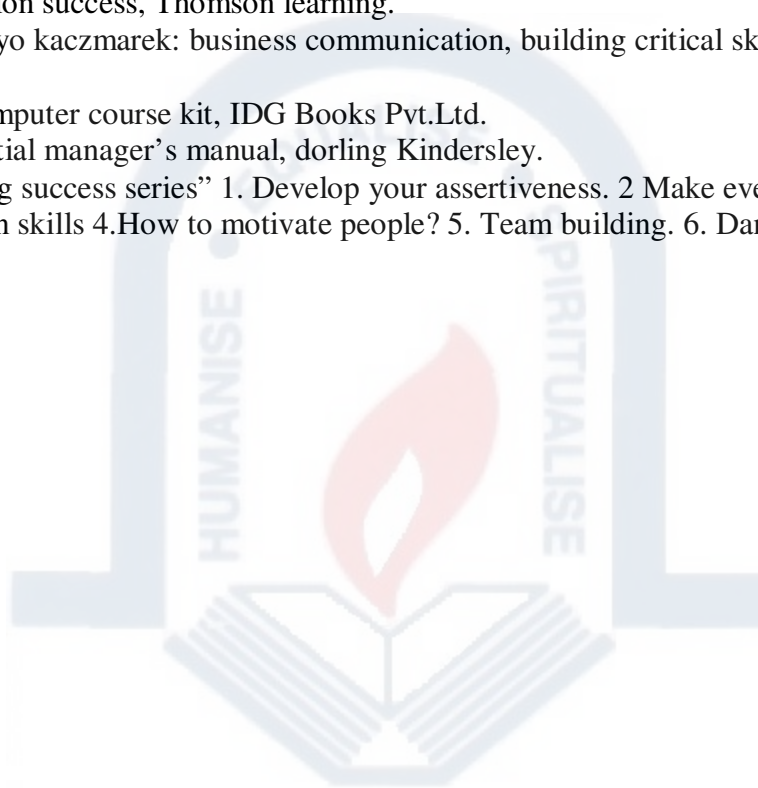 on success, Thomson learning.
yo kaczmarek: business communication, building critical sk
mputer course kit, IDG Books Pvt.Ltd.
tial manager’s manual, dorling Kindersley.
g success series” 1. Develop your assertiveness. 2 Make eve
n skills 4.How to motivate people? 5. Team building. 6. Dar
HUMANISE
EQUALISE
SPIRITUALISE